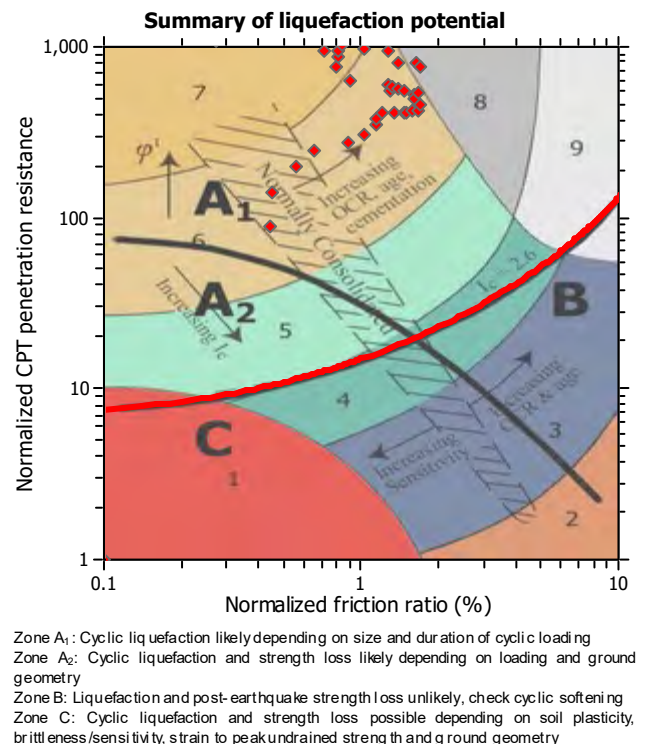 Summary of liquefaction potential
Normalized CPT penetration resistance
1,000
100
10
1
7
8
9
φ'
A1
Normally Consolidated
Increasing
OCR, age,
cementation
6
A2
Increasing Ic
5
Ic = 2.6
B
4
Increasing
OCR & age
C
1
Increasing
Sensitivity
3
2
0.1
1
10
Normalized friction ratio (%)
Zone A1: Cyclic liquefaction likely depending on size and duration of cyclic loading
Zone A2: Cyclic liquefaction and strength loss likely depending on loading and ground
geometry
Zone B: Liquefaction and post-earthquake strength loss unlikely, check cyclic softening
Zone C: Cyclic liquefaction and strength loss possible depending on soil plasticity,
brittleness/sensitivity, strain to peak undrained strength and ground geometry